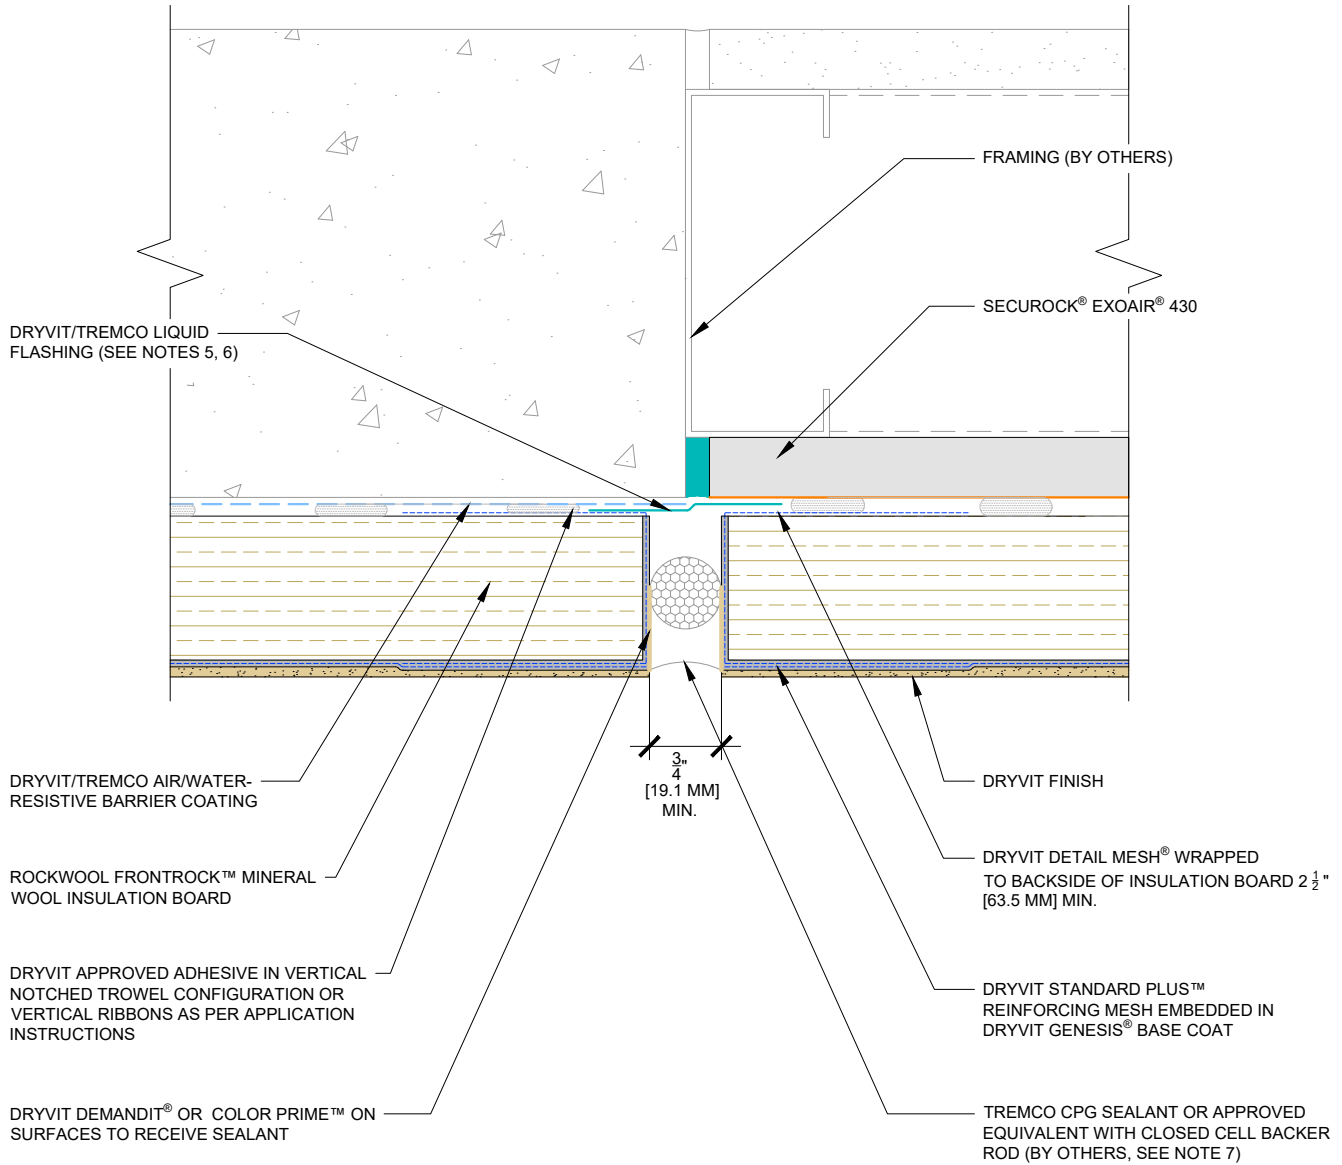 FRAMING (BY OTHERS)
SECUROCK® EXOAIR® 430
DRYVIT/TREMCO LIQUID
FLASHING (SEE NOTES 5, 6)
3/4"
[19.1 MM]
MIN.
DRYVIT/TREMCO AIR/WATER-
RESISTIVE BARRIER COATING
DRYVIT FINISH
ROCKWOOL FRONTROCK™ MINERAL
WOOL INSULATION BOARD
DRYVIT DETAIL MESH® WRAPPED
TO BACKSIDE OF INSULATION BOARD 2 1/2"
[63.5 MM] MIN.
DRYVIT APPROVED ADHESIVE IN VERTICAL
NOTCHED TROWEL CONFIGURATION OR
VERTICAL RIBBONS AS PER APPLICATION
INSTRUCTIONS
DRYVIT STANDARD PLUS™
REINFORCING MESH EMBEDDED IN
DRYVIT GENESIS® BASE COAT
DRYVIT DEMANDIT® OR COLOR PRIME™ ON
SURFACES TO RECEIVE SEALANT
TREMCO CPG SEALANT OR APPROVED
EQUIVALENT WITH CLOSED CELL BACKER
ROD (BY OTHERS, SEE NOTE 7)